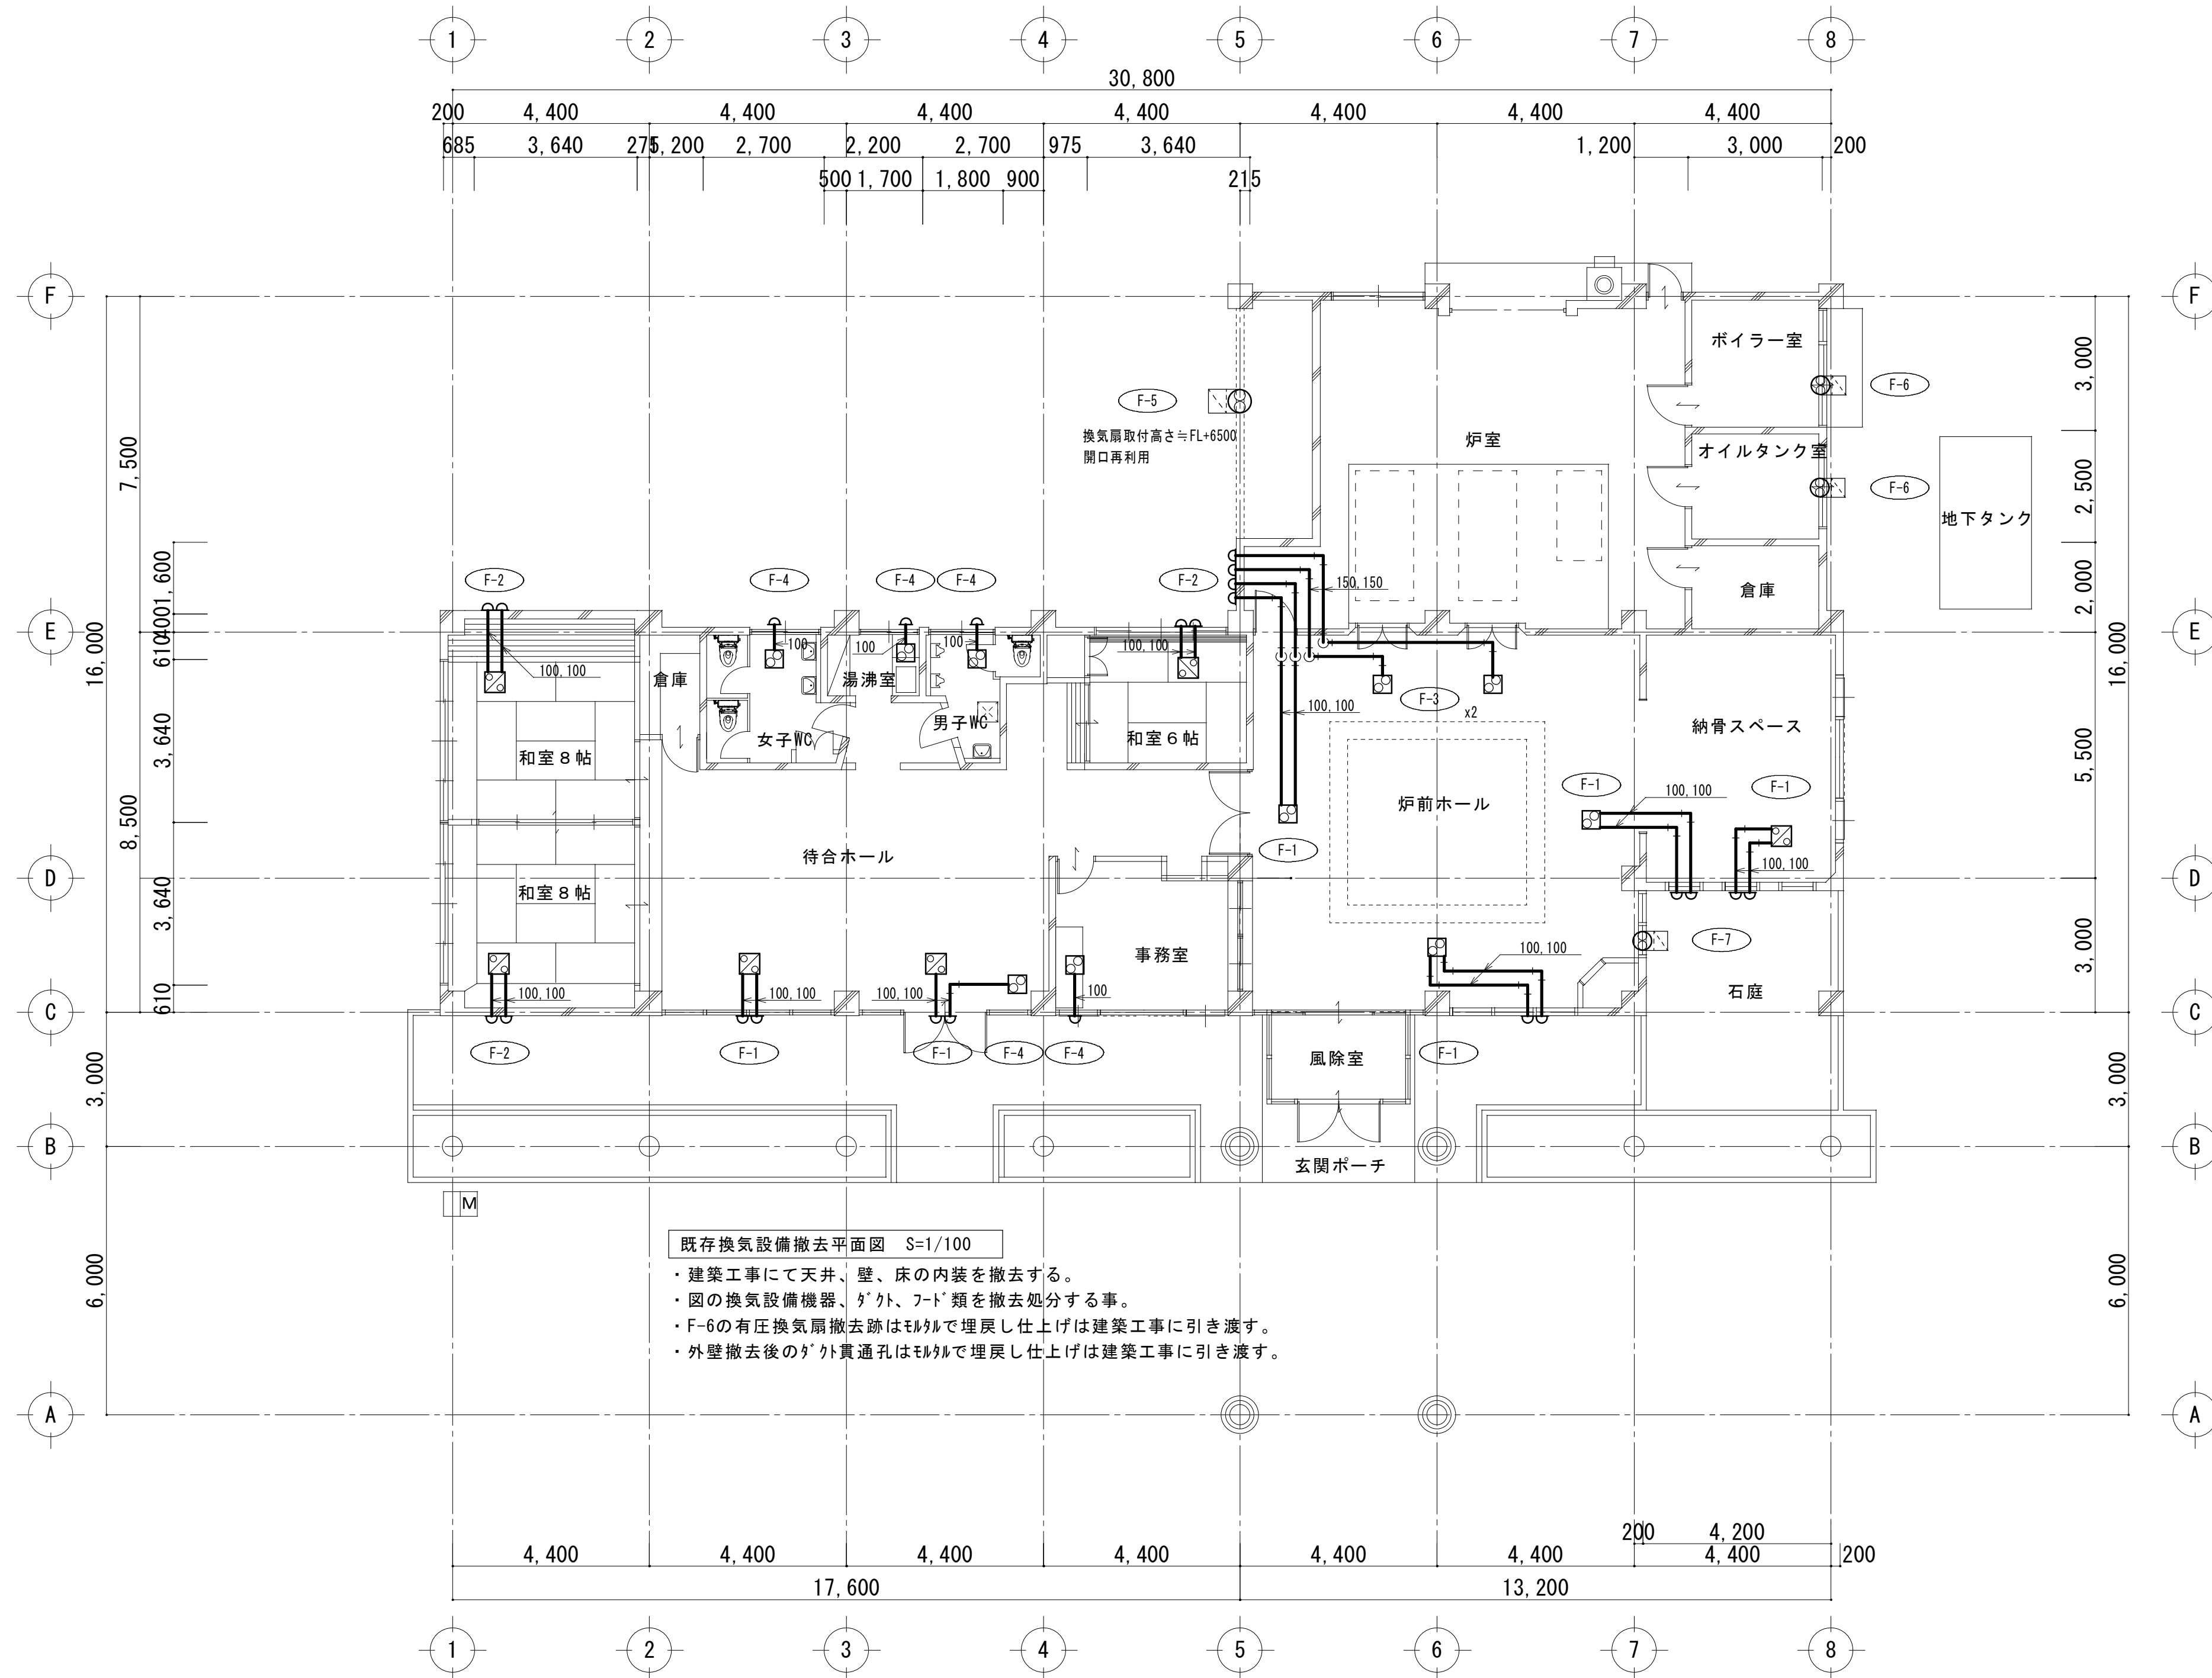 1 2 3 4 5 6 7 8
30,800
200 4,400 4,400 4,400 4,400 4,400 4,400 4,400
685 3,640 275 1,200 2,700 2,200 2,700 975 3,640 1,200 3,000 200
500 1,700 1,800 900 215
F F
ボイラー室
3,000
F-5 F-6
換気扇取付高さ≒FL+6500
開口再利用
7,500
炉室
オイルタンク室
2,500
F-6
地下タンク
1,600
F-2 F-4 F-4 F-4 F-2
150,150
倉庫
2,000
400
E E
610
16,000 16,000
100,100 100 100 100 100,100
倉庫 湯沸室
F-3
x2
100,100
男子WC
女子WC
和室6帖
納骨スペース
和室8帖
3,640
5,500
F-1 F-1
100,100
炉前ホール
8,500
F-1
待合ホール
100,100
D D
和室8帖
3,640
F-7
事務室
100,100
3,000
石庭
100,100 100,100 100,100 100
610
C C
F-2 F-1 F-1 F-4 F-4 F-1
風除室
3,000 3,000
B B
玄関ポーチ
M
既存換気設備撤去平面図 S=1/100
・建築工事にて天井、壁、床の内装を撤去する。
・図の換気設備機器、ﾀﾞｸﾄ、ﾌｰﾄﾞ類を撤去処分する事。
・F-6の有圧換気扇撤去跡はﾓﾙﾀﾙで埋戻し仕上げは建築工事に引き渡す。
・外壁撤去後のﾀﾞｸﾄ貫通孔はﾓﾙﾀﾙで埋戻し仕上げは建築工事に引き渡す。
6,000 6,000
A A
200 4,200
4,400 4,400 4,400 4,400 4,400 4,400 4,400 200
17,600 13,200
1 2 3 4 5 6 7 8